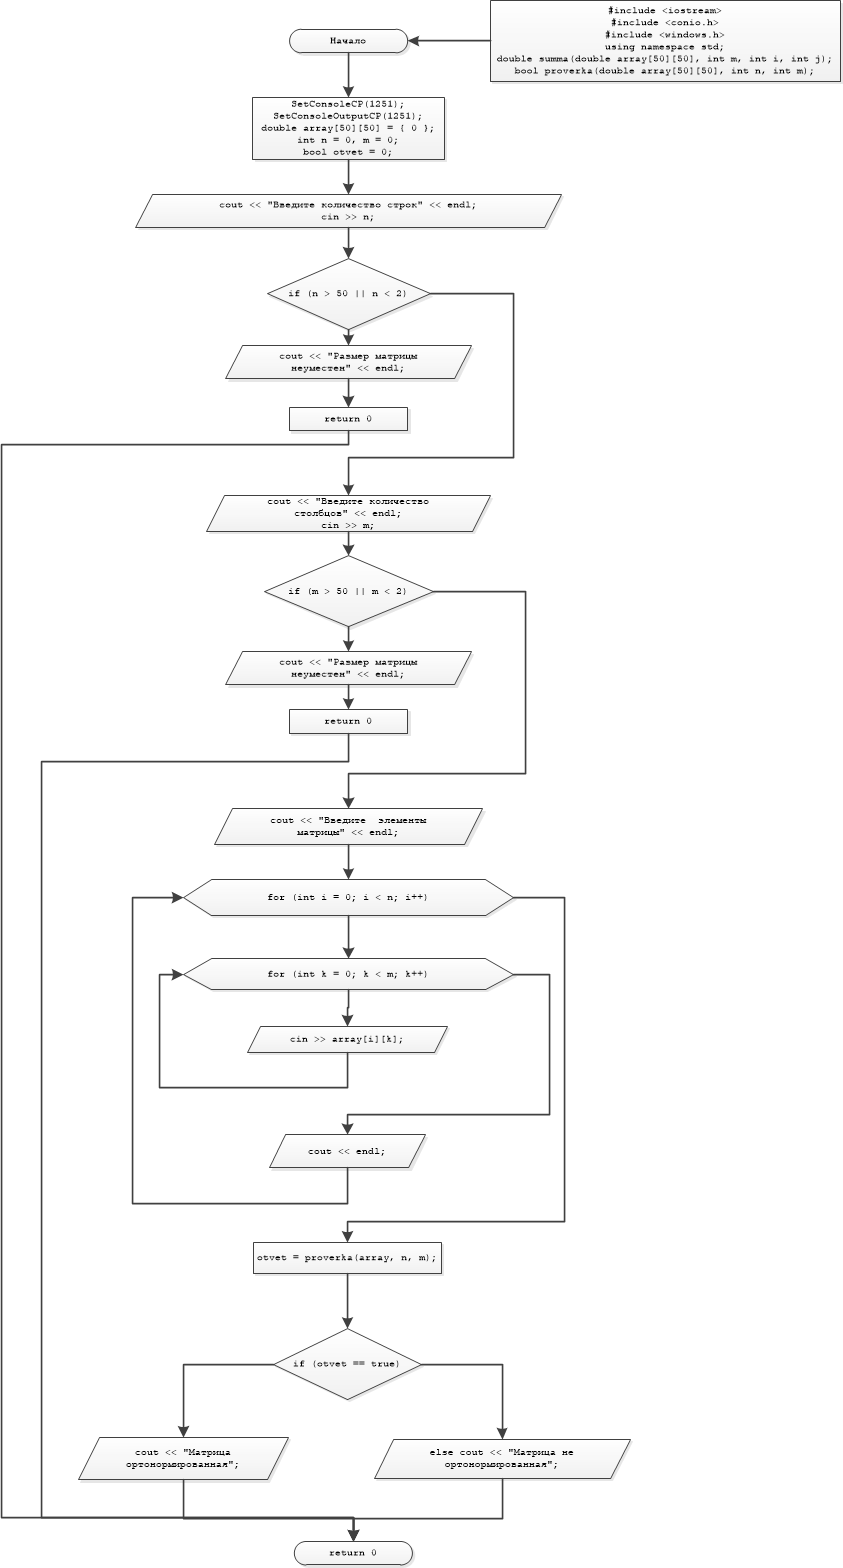 #include <iostream>
#include <conio.h>
#include <windows.h>
using namespace std;
double summa(double array[50][50], int m, int i, int j);
bool proverka(double array[50][50], int n, int m);
Начало
SetConsoleCP(1251);
SetConsoleOutputCP(1251);
double array[50][50] = { 0 };
int n = 0, m = 0;
bool otvet = 0;
cout << "Введите количество строк" << endl;
cin >> n;
if (n > 50 || n < 2)
cout << "Размер матрицы
неуместен" << endl;
return 0
cout << "Введите количество
столбцов" << endl;
cin >> m;
if (m > 50 || m < 2)
cout << "Размер матрицы
неуместен" << endl;
return 0
cout << "Введите  элементы
матрицы" << endl;
for (int i = 0; i < n; i++)
for (int k = 0; k < m; k++)
cin >> array[i][k];
cout << endl;
otvet = proverka(array, n, m);
if (otvet == true)
cout << "Матрица
ортонормированная";
else cout << "Матрица не
ортонормированная";
return 0